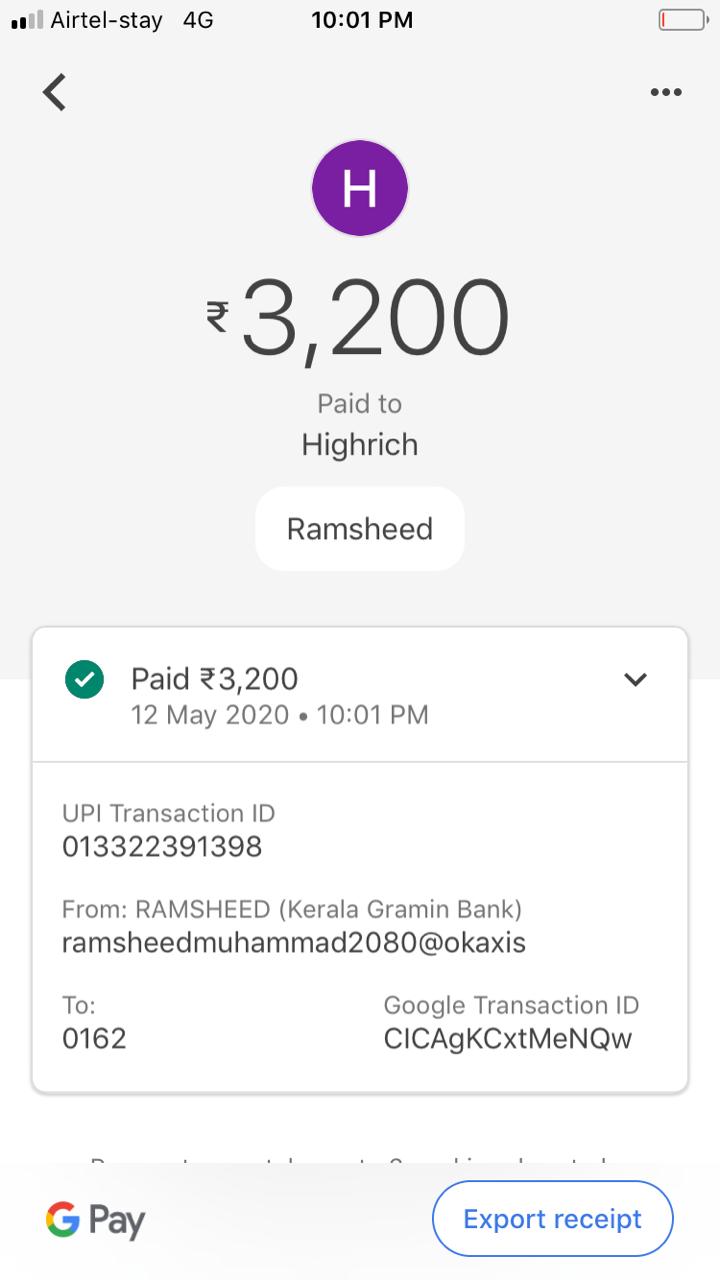 Airtel-stay 4G 10:01 PM
H
₹3,200
Paid to
Highrich
Ramsheed
Paid ₹3,200
12 May 2020 • 10:01 PM
UPI Transaction ID
013322391398
From: RAMSHEED (Kerala Gramin Bank)
ramsheedmuhammad2080@okaxis
To:
0162
Google Transaction ID
CICAgKCxtMeNQw
G Pay
Export receipt